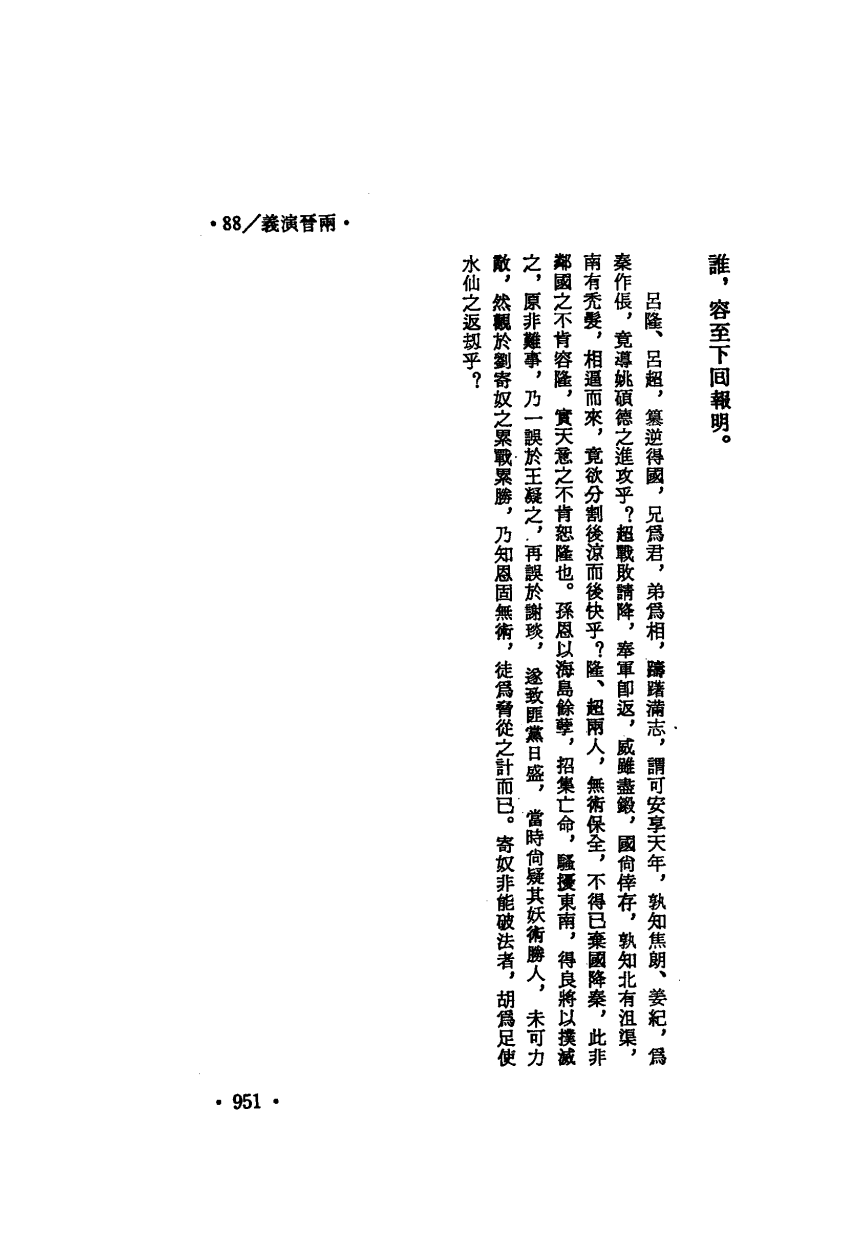 ·88／義演晉兩·
誰，容至下回報明。
呂隆、呂超，篡逆得國，兄爲君，弟爲相，躊躇滿志，謂可安享天年，孰知焦朗、姜紀，爲
秦作倀，竟導姚碩德之進攻乎？超戰敗請降，秦軍卽返，威雖盡鎩，國尙倖存，孰知北有沮渠，
南有禿髮，相逼而來，竟欲分割後涼而後快乎？隆、超兩人，無術保全，不得已棄國降秦，此非
鄰國之不肯容隆，實天意之不肯恕隆也。孫恩以海島餘孽，招集亡命，騷擾東南，得良將以撲滅
之，原非難事，乃一誤於王凝之，再誤於謝琰，遂致匪黨日盛，當時尙疑其妖術勝人，未可力
敵，然觀於劉寄奴之累戰累勝，乃知恩固無術，徒爲脅從之計而已。寄奴非能破法者，胡爲足使
水仙之返刼乎？
·951·